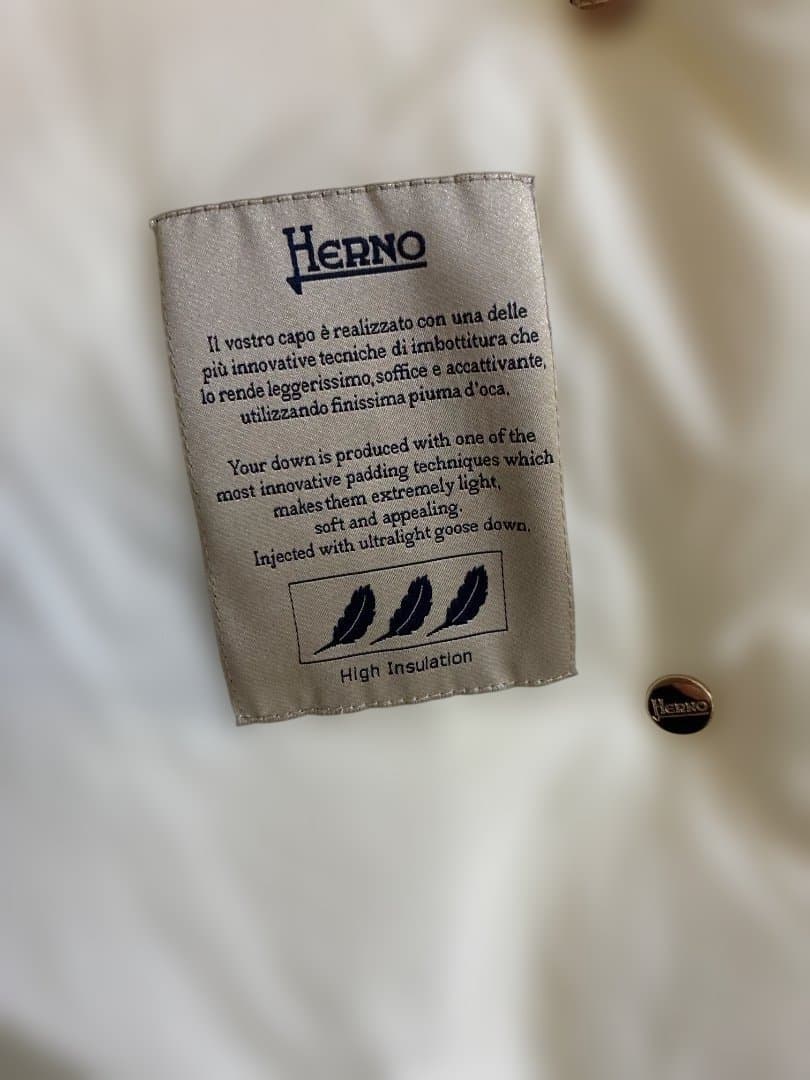 HERNO
Il vostro capo è realizzato con una delle
più innovative tecniche di imbottitura che
lo rende leggerissimo, soffice e accattivante,
utilizzando finissima piuma d'oca.
Your down is produced with one of the
most innovative padding techniques which
makes them extremely light,
soft and appealing.
Injected with ultralight goose down.
High Insulation
HERNO